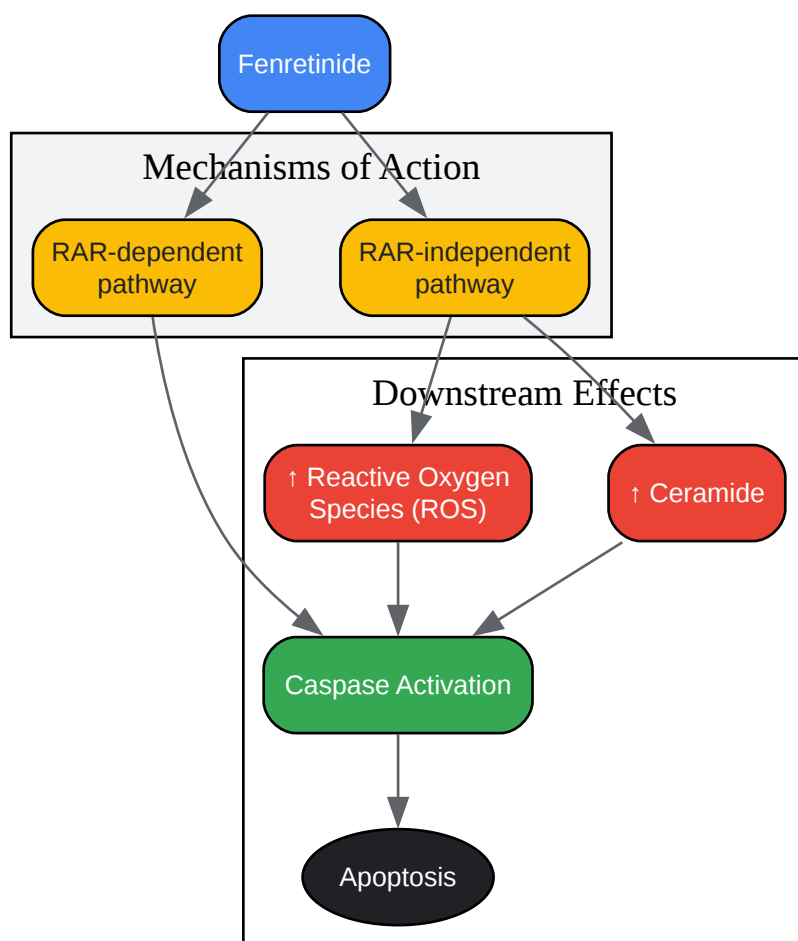 Fenretinide
Mechanisms of Action
RAR-dependent
pathway
RAR-independent
pathway
Downstream Effects
↑ Reactive Oxygen
Species (ROS)
↑ Ceramide
Caspase Activation
Apoptosis